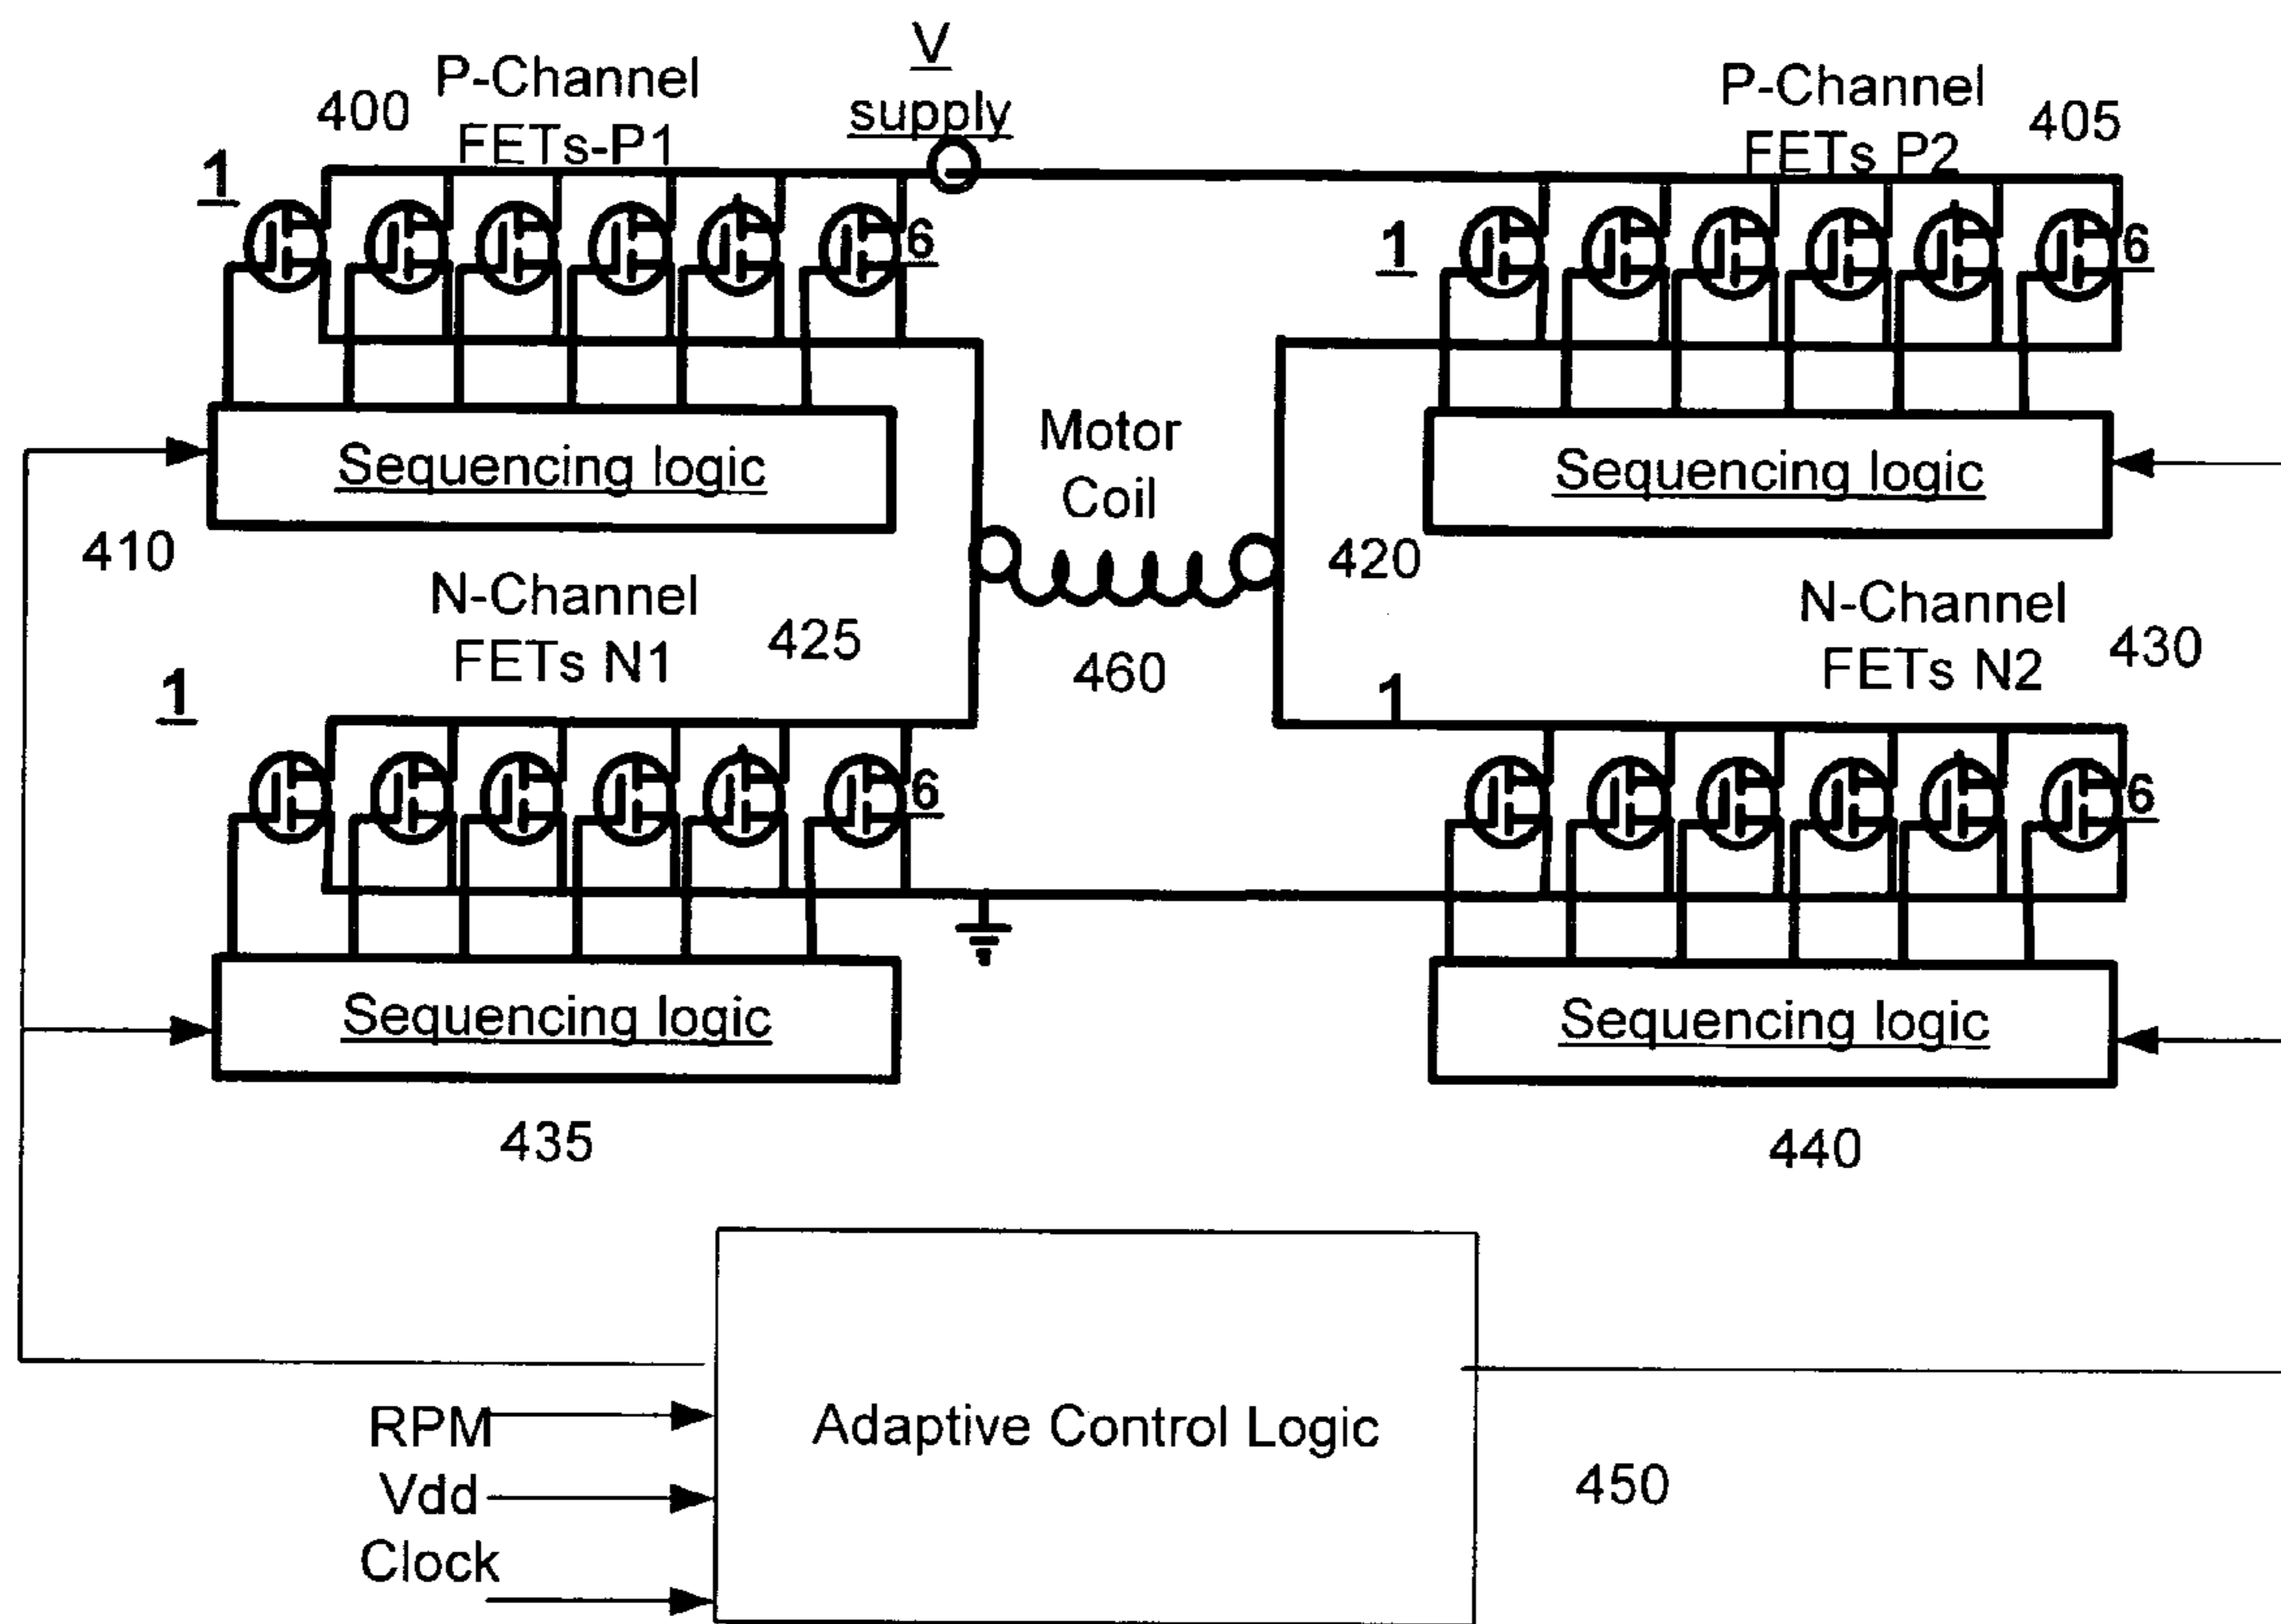 V
supply
P-Channel
FETs-P1
400
P-Channel
FETs P2
405
1
6
1
6
Sequencing logic
410
Motor
Coil
460
Sequencing logic
420
N-Channel
FETs N1
425
N-Channel
FETs N2
430
1
6
1
6
Sequencing logic
435
Sequencing logic
440
RPM
Vdd
Clock
Adaptive Control Logic
450